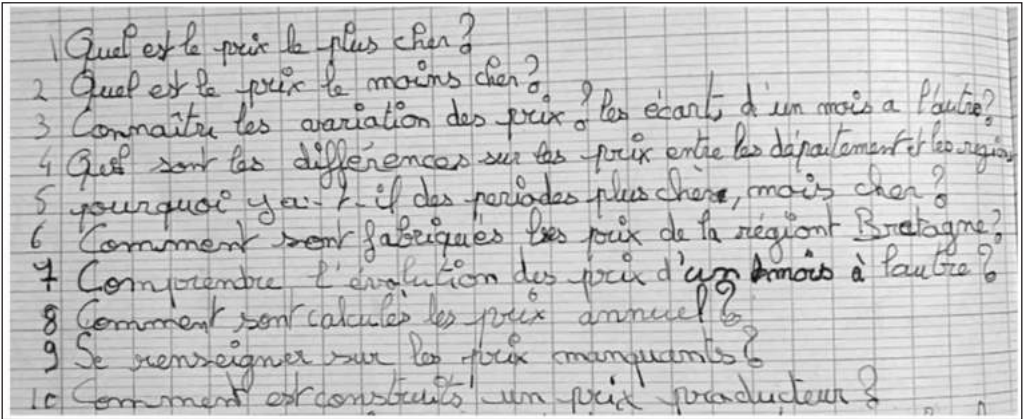 1 Quel est le prix le plus cher?
2 Quel est le prix le moins cher?
3 Connaître les variation des prix? les écarts d'un mois a l'autre?
4 Quel sont les différences sur les prix entre les département et les région
5 pourquoi y a-t-il des periodes plus chère, mois cher?
6 Comment sont fabriqués les prix de la régiont Bretagne?
7 Comprendre l'évolution des prix d'un mois à l'autre?
8 Comment sont calculés les prix annuel?
9 Se renseigner sur les prix manquants?
10 Comment est construits un prix producteur?